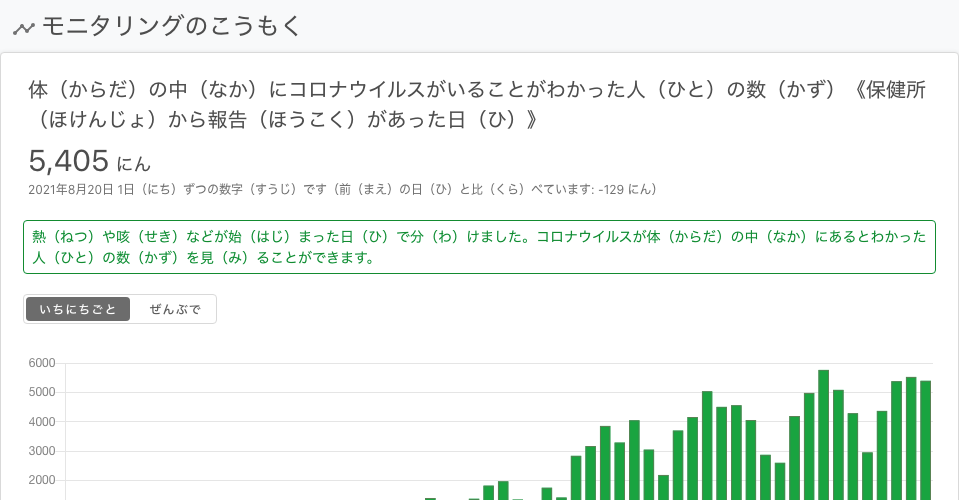 モニタリングのこうもく
体（からだ）の中（なか）にコロナウイルスがいることがわかった人（ひと）の数（かず）《保健所
（ほけんじょ）から報告（ほうこく）があった日（ひ）》
5,405 にん
2021年8月20日 1日（にち）ずつの数字（すうじ）です（前（まえ）の日（ひ）と比（くら）べています: -129 にん）
熱（ねつ）や咳（せき）などが始（はじ）まった日（ひ）で分（わ）けました。コロナウイルスが体（からだ）の中（なか）にあるとわかった
人（ひと）の数（かず）を見（み）ることができます。
いちにちごと ぜんぶで
6000
5000
4000
3000
2000